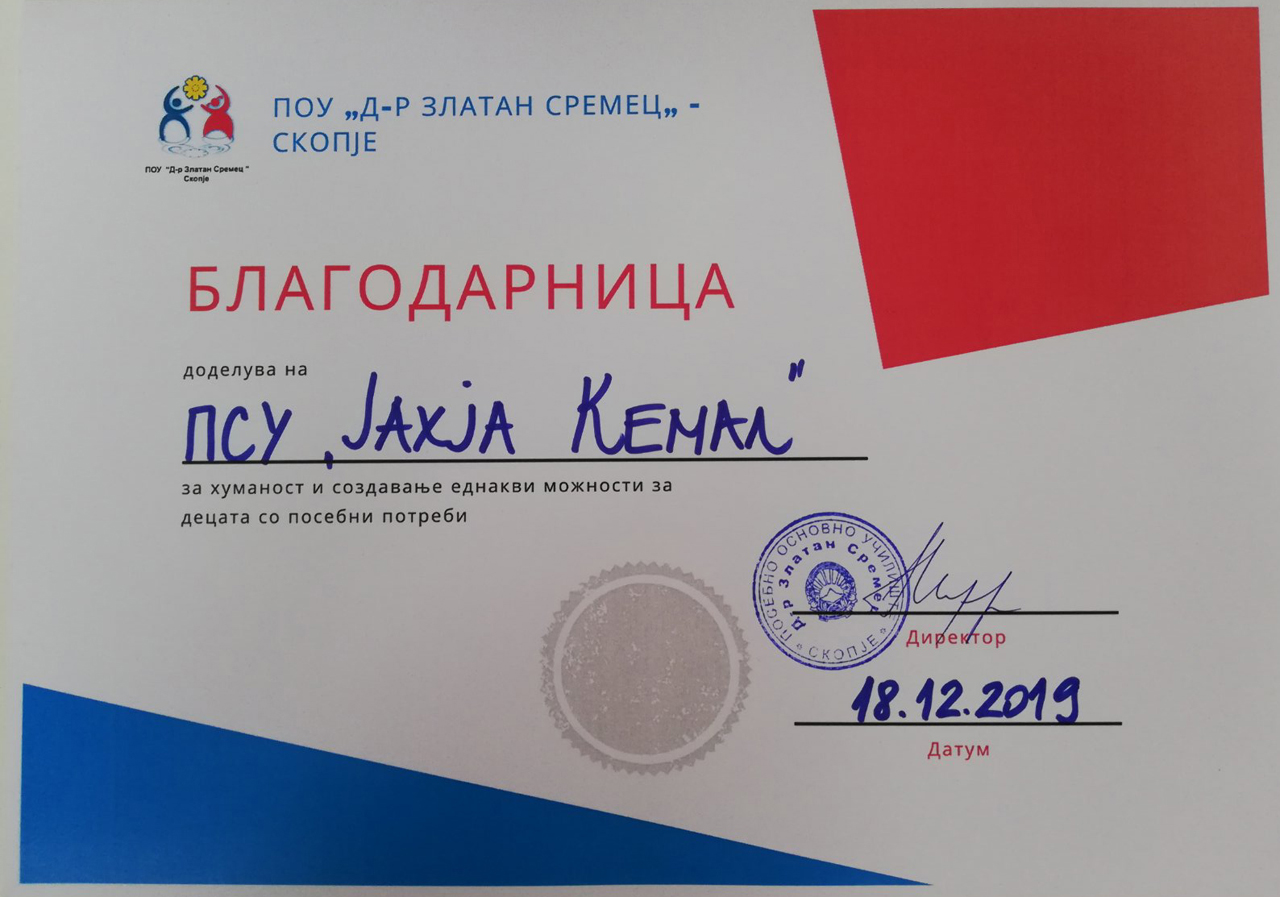 ПОУ „Д-Р ЗЛАТАН СРЕМЕЦ„ -
СКОПЈЕ
ПОУ "Д-р Златан Сремец "
Скопје
БЛАГОДАРНИЦА
доделува на
ПСУ „Јахја Кемал"
за хуманост и создавање еднакви можности за
децата со посебни потреби
ПОСЕБНО ОСНОВНО УЧИЛИШТЕ
Д-р Златан Сремец
СКОПЈЕ
Директор
18.12.2019
Датум